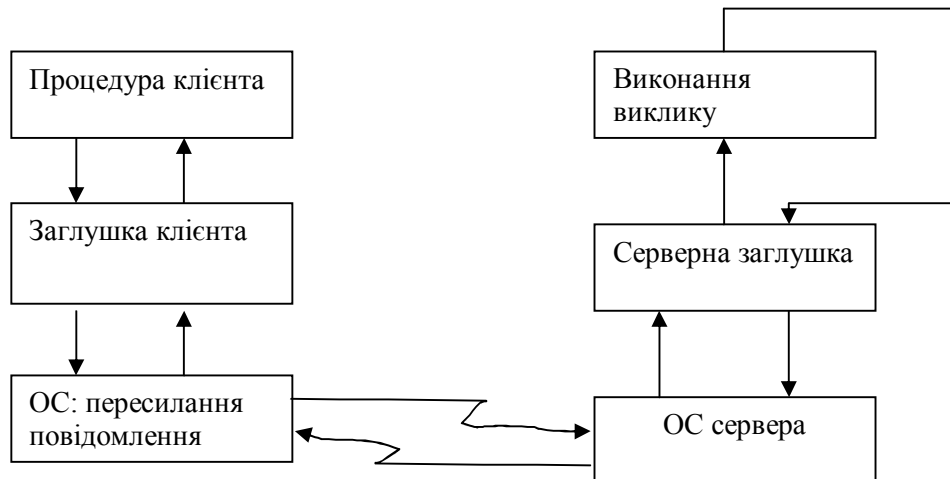 Процедура клієнта
Виконання
виклику
Заглушка клієнта
Серверна заглушка
ОС: пересилання
повідомлення
ОС сервера